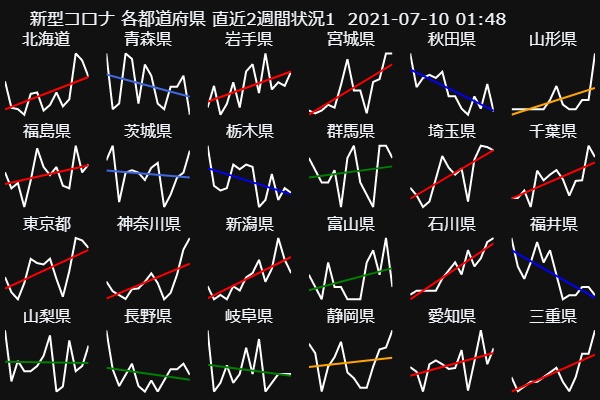 新型コロナ 各都道府県 直近2週間状況1 2021-07-10 01:48
北海道 青森県 岩手県 宮城県 秋田県 山形県
福島県 茨城県 栃木県 群馬県 埼玉県 千葉県
東京都 神奈川県 新潟県 富山県 石川県 福井県
山梨県 長野県 岐阜県 静岡県 愛知県 三重県